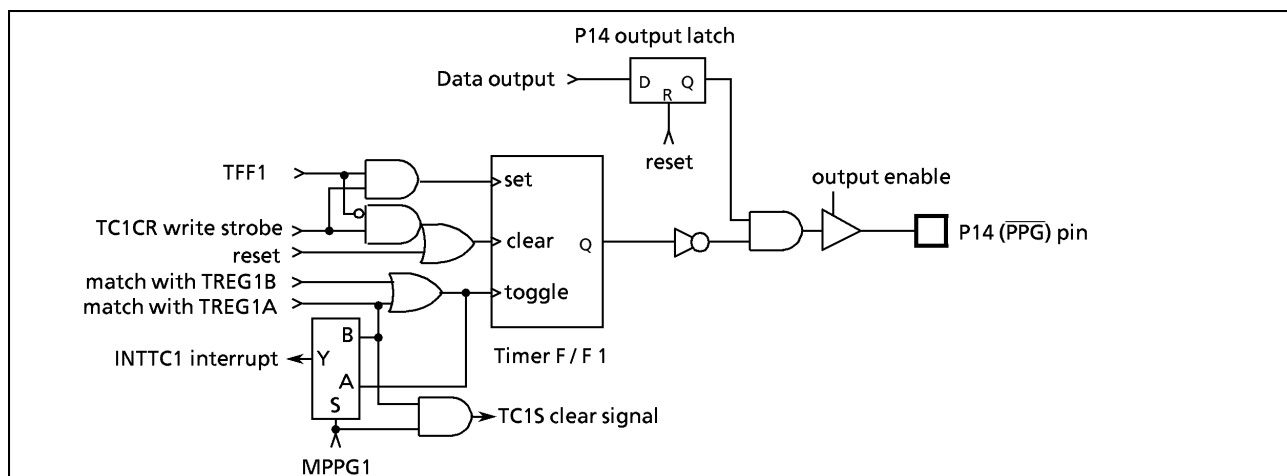 P14 output latch
Data output
D
Q
R
reset
TFF1
set
output enable
TC1CR write strobe
clear
Q
P14 (P̅P̅G̅) pin
reset
match with TREG1B
toggle
match with TREG1A
B
INTTC1 interrupt
Y
Timer F / F 1
A
S
TC1S clear signal
MPPG1